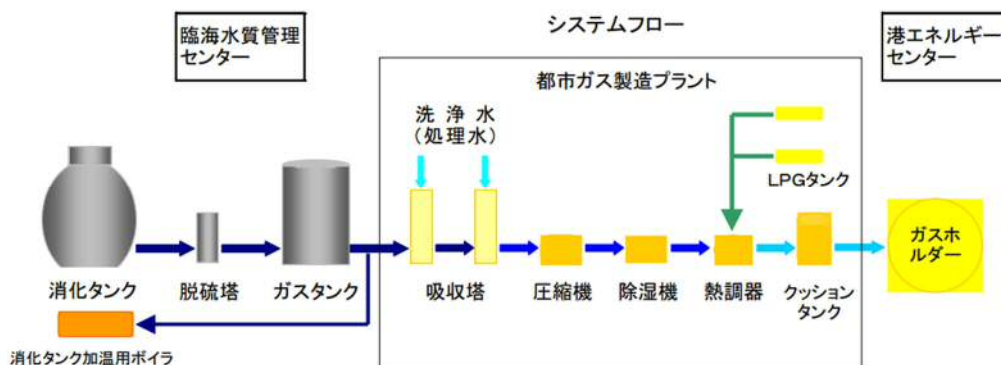 システムフロー
臨海水質管理
センター
港エネルギー
センター
都市ガス製造プラント
洗浄水
(処理水)
LPGタンク
ガスホ
ルダー
消化タンク
脱硫塔
ガスタンク
吸収塔
圧縮機
除湿機
熱調器
クッション
タンク
消化タンク加温用ボイラ